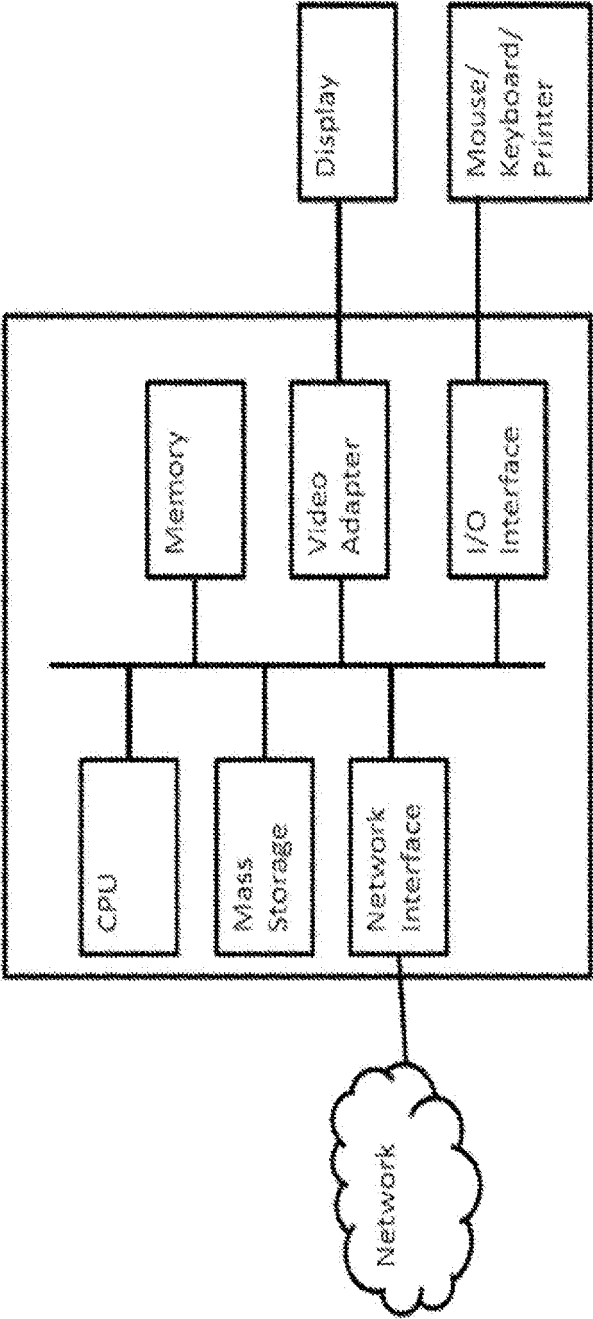 CPU
Memory
Mass
Storage
Video
Adapter
Display
Network
Network
Interface
I/O
Interface
Mouse/
Keyboard/
Printer